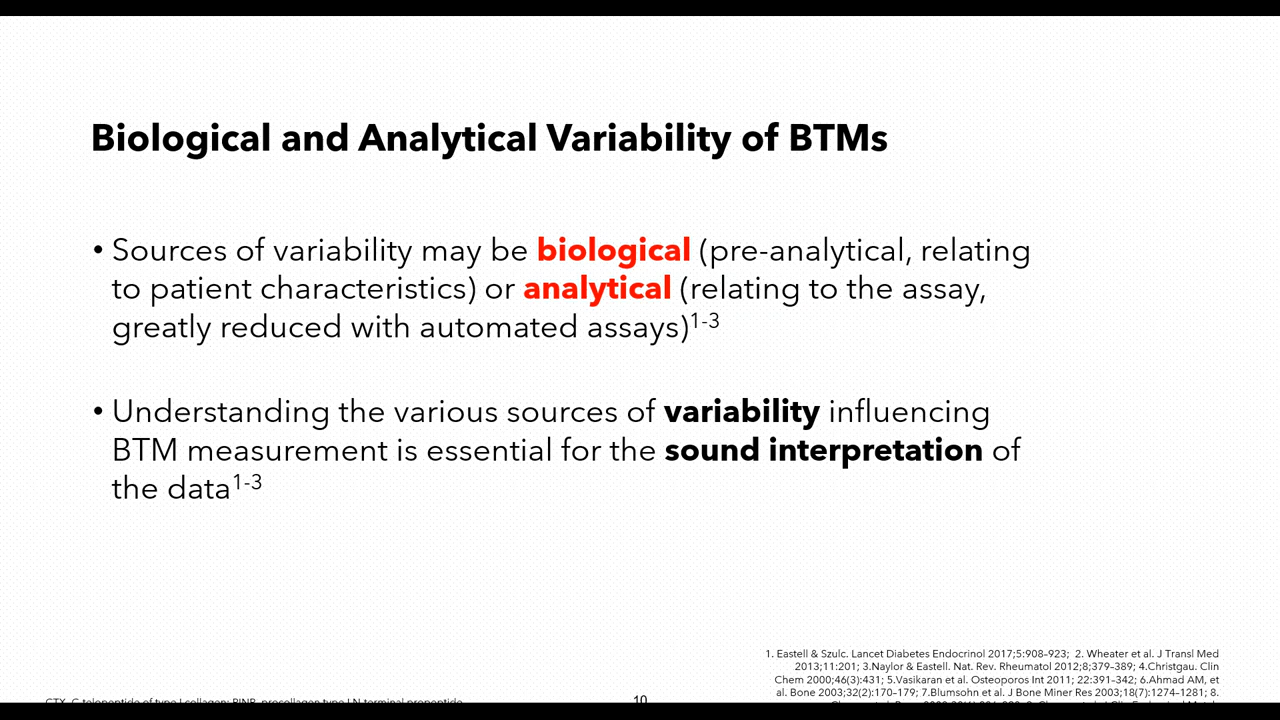 Biological and Analytical Variability of BTMs
• Sources of variability may be biological (pre-analytical, relating
to patient characteristics) or analytical (relating to the assay,
greatly reduced with automated assays)1-3
• Understanding the various sources of variability influencing
BTM measurement is essential for the sound interpretation of
the data1-3
1. Eastell & Szulc. Lancet Diabetes Endocrinol 2017;5:908–923; 2. Wheater et al. J Transl Med
2013;11:201; 3.Naylor & Eastell. Nat. Rev. Rheumatol 2012;8;379–389; 4.Christgau. Clin
Chem 2000;46(3):431; 5.Vasikaran et al. Osteoporos Int 2011; 22:391–342; 6.Ahmad AM, et
al. Bone 2003;32(2):170–179; 7.Blumsohn et al. J Bone Miner Res 2003;18(7):1274–1281; 8.
CTX, C-telopeptide of type I collagen; PINP, procollagen type I N-terminal propeptide
10